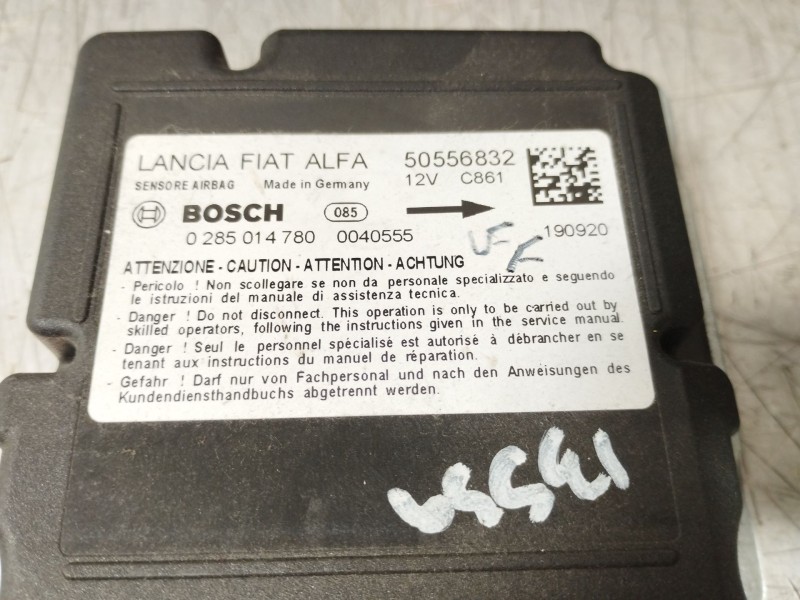 LANCIA FIAT ALFA 50556832
SENSORE AIRBAG Made in Germany 12V C861
BOSCH 085
0 285 014 780 0040555 190920
ATTENZIONE - CAUTION - ATTENTION - ACHTUNG
- Pericolo ! Non scollegare se non da personale specializzato e seguendo
le istruzioni del manuale di assistenza tecnica.
- Danger ! Do not disconnect. This operation is only to be carried out by
skilled operators, following the instructions given in the service manual.
- Danger ! Seul le personnel spécialisé est autorisé à débrancher en se
tenant aux instructions du manuel de réparation.
- Gefahr ! Darf nur von Fachpersonal und nach den Anweisungen des
Kundendiensthandbuchs abgetrennt werden.